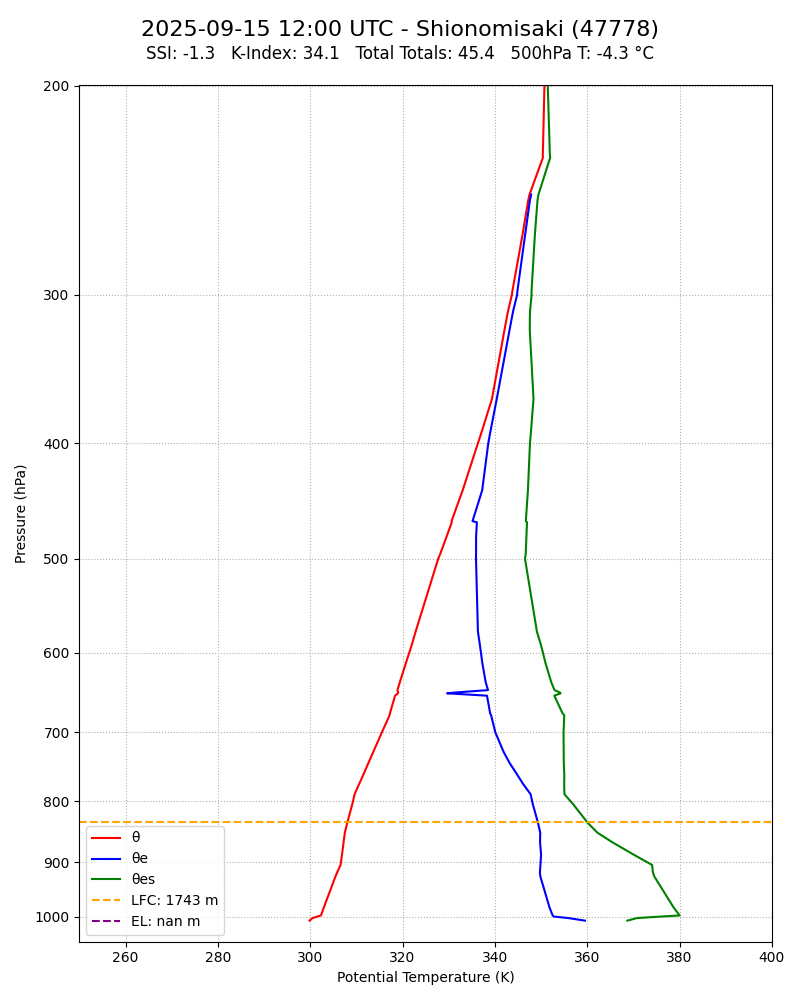 2025-09-15 12:00 UTC - Shionomisaki (47778)
SSI: -1.3   K-Index: 34.1   Total Totals: 45.4   500hPa T: -4.3 °C
200
300
400
500
600
700
800
900
1000
Pressure (hPa)
θ
θe
θes
LFC: 1743 m
EL: nan m
260
280
300
320
340
360
380
400
Potential Temperature (K)